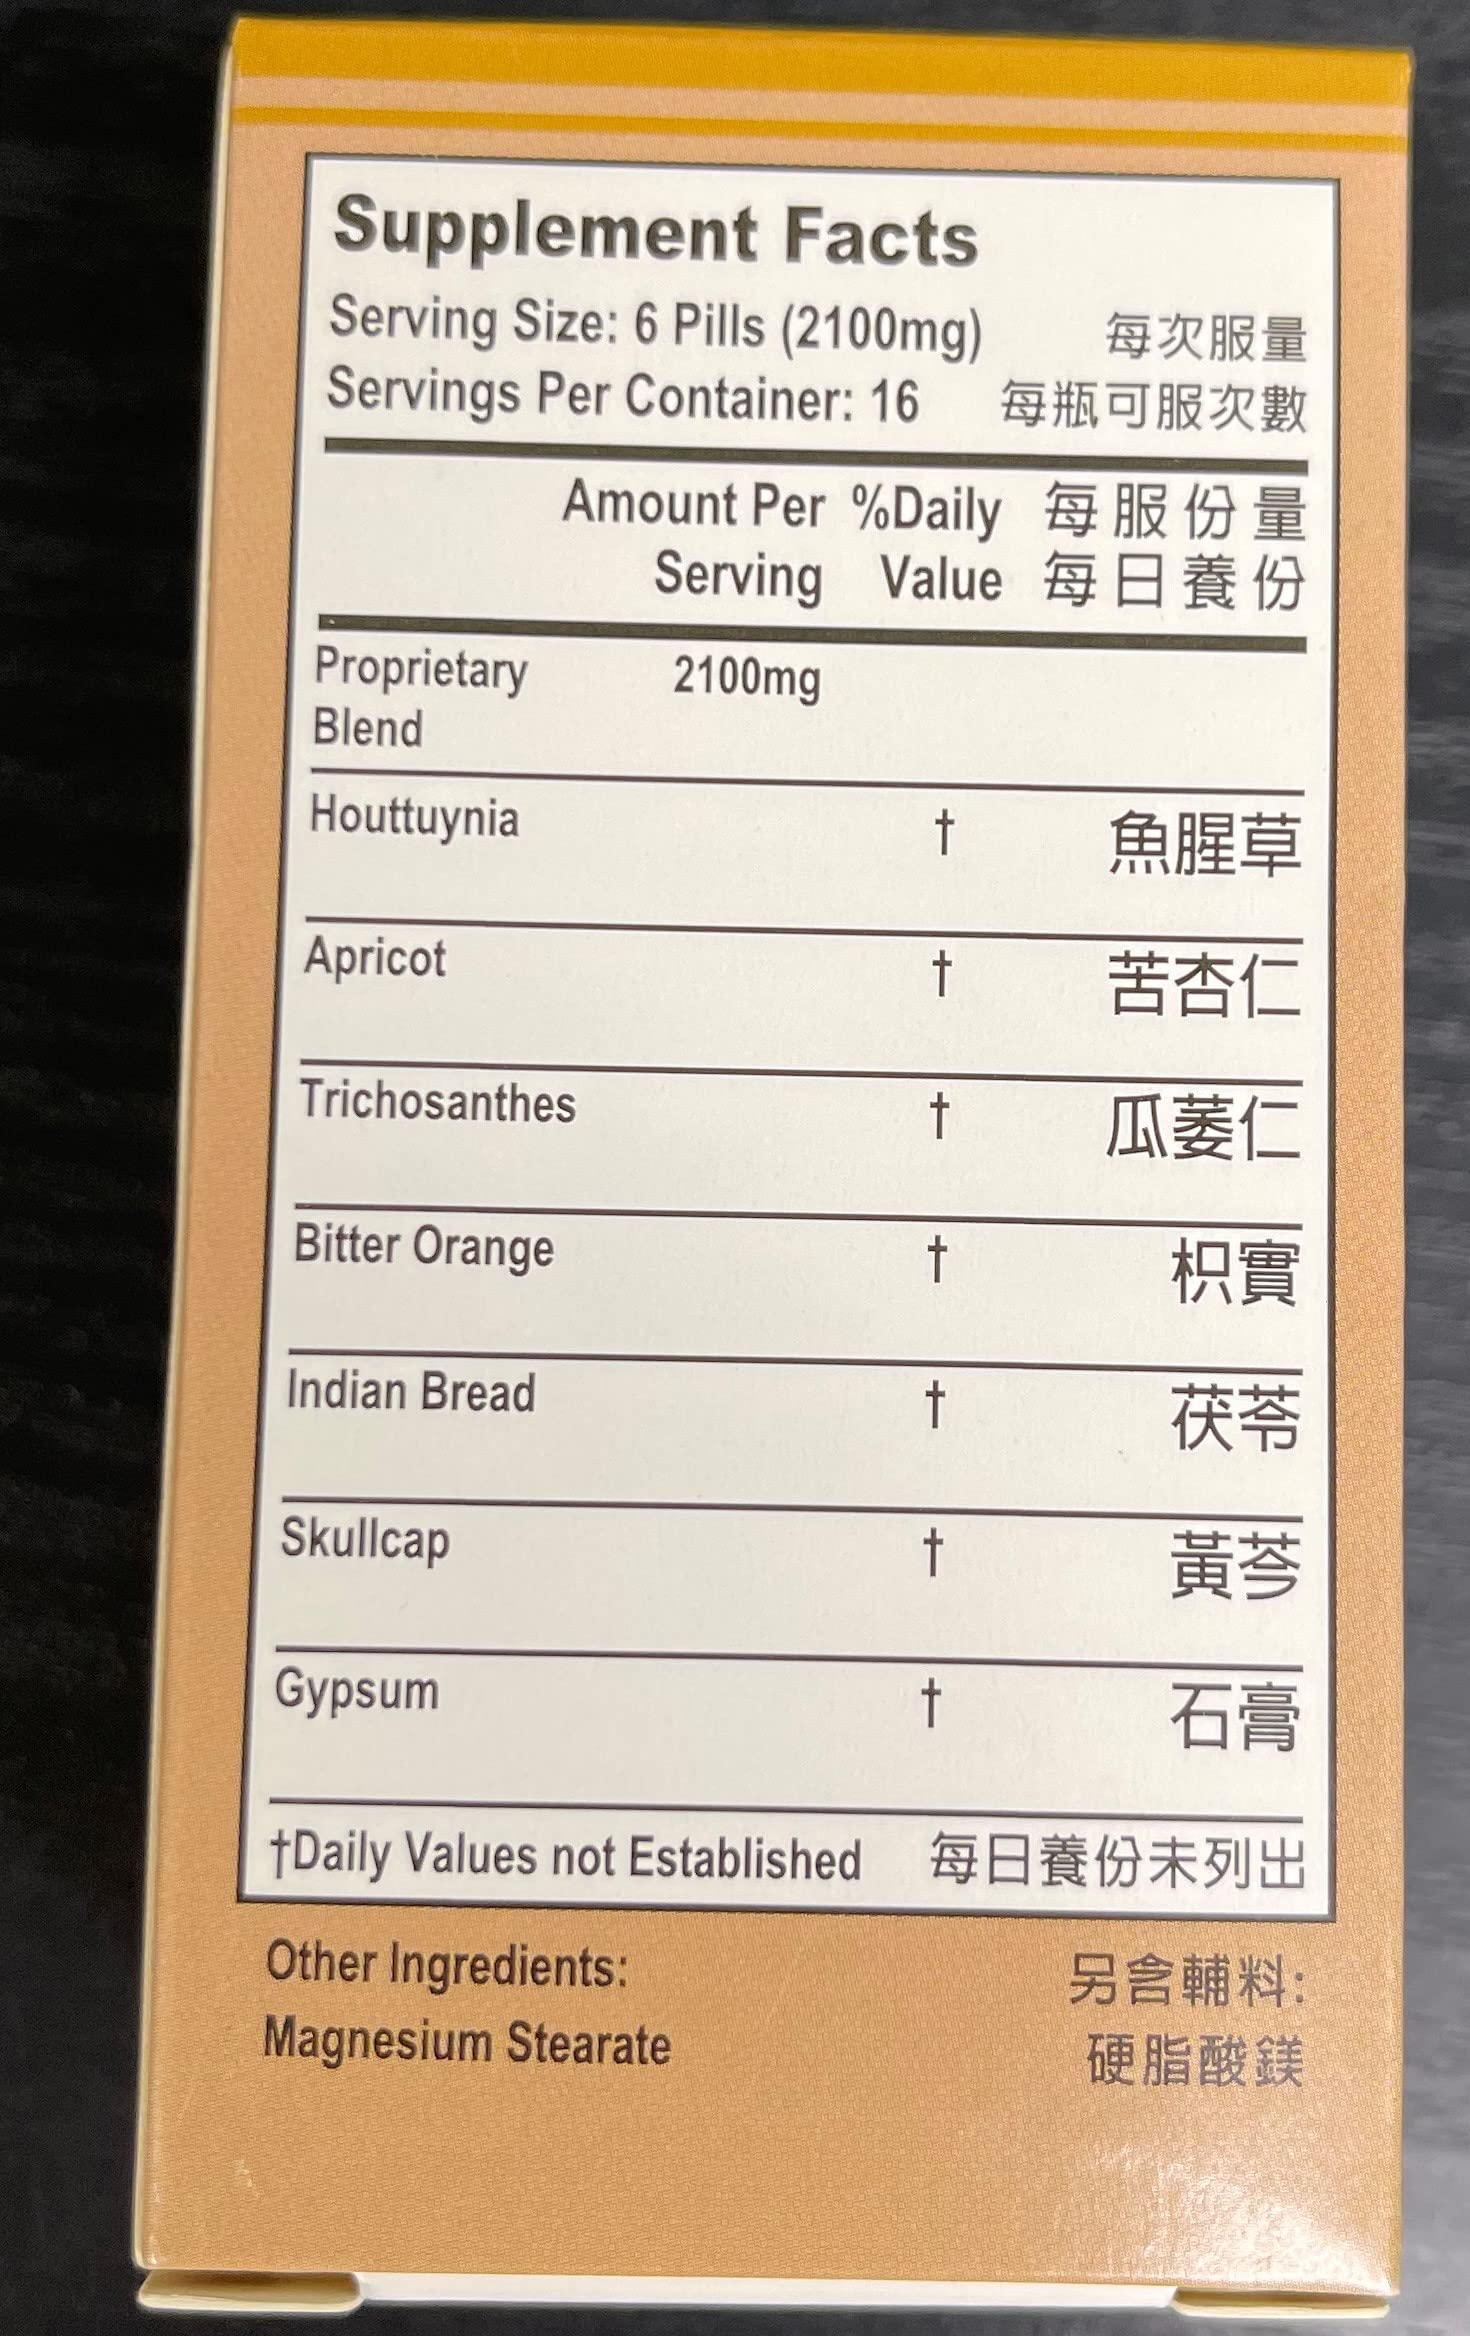 Supplement Facts
Serving Size: 6 Pills (2100mg) 每次服量
Servings Per Container: 16 每瓶可服次數
Amount Per %Daily 每服份量
Serving Value 每日養份
Proprietary 2100mg
Blend
Houttuynia † 魚腥草
Apricot † 苦杏仁
Trichosanthes † 瓜蒌仁
Bitter Orange † 枳實
Indian Bread † 茯苓
Skullcap † 黃芩
Gypsum † 石膏
†Daily Values not Established 每日養份未列出
Other Ingredients: 另含輔料:
Magnesium Stearate 硬脂酸鎂